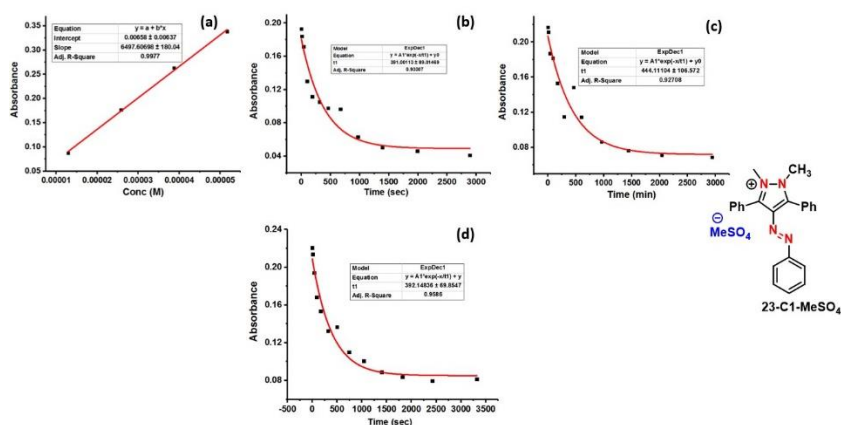 (a)
Equation y = a + b*x
Intercept 0.00058 ± 0.00637
Slope 6497.60698 ± 180.04
Adj. R-Square 0.9977
0.35
0.30
0.25
0.20
0.15
0.10
0.05
Absorbance
0.00001 0.00002 0.00003 0.00004 0.00005
Conc (M)
(b)
Model ExpDec1
Equation y = A1*exp(-x/t1) + y0
t1
Adj. R-Square
0.20
0.16
0.12
0.08
0.04
Absorbance
0 500 1000 1500 2000 2500 3000
Time (sec)
(c)
Model ExpDec1
Equation y = A1*exp(-x/t1) + y0
t1 444.11104 ± 106.572
Adj. R-Square 0.92708
0.20
0.16
0.12
0.08
Absorbance
0 500 1000 1500 2000 2500 3000
Time (min)
(d)
Model ExpDec1
Equation y = A1*exp(-x/t1) + y
t1 392.14836 ± 69.8547
Adj. R-Square 0.9586
0.24
0.20
0.16
0.12
0.08
Absorbance
-500 0 500 1000 1500 2000 2500 3000 3500
Time (sec)
CH3
N N
+
Ph Ph
−
MeSO4
N
N
23-C1-MeSO4